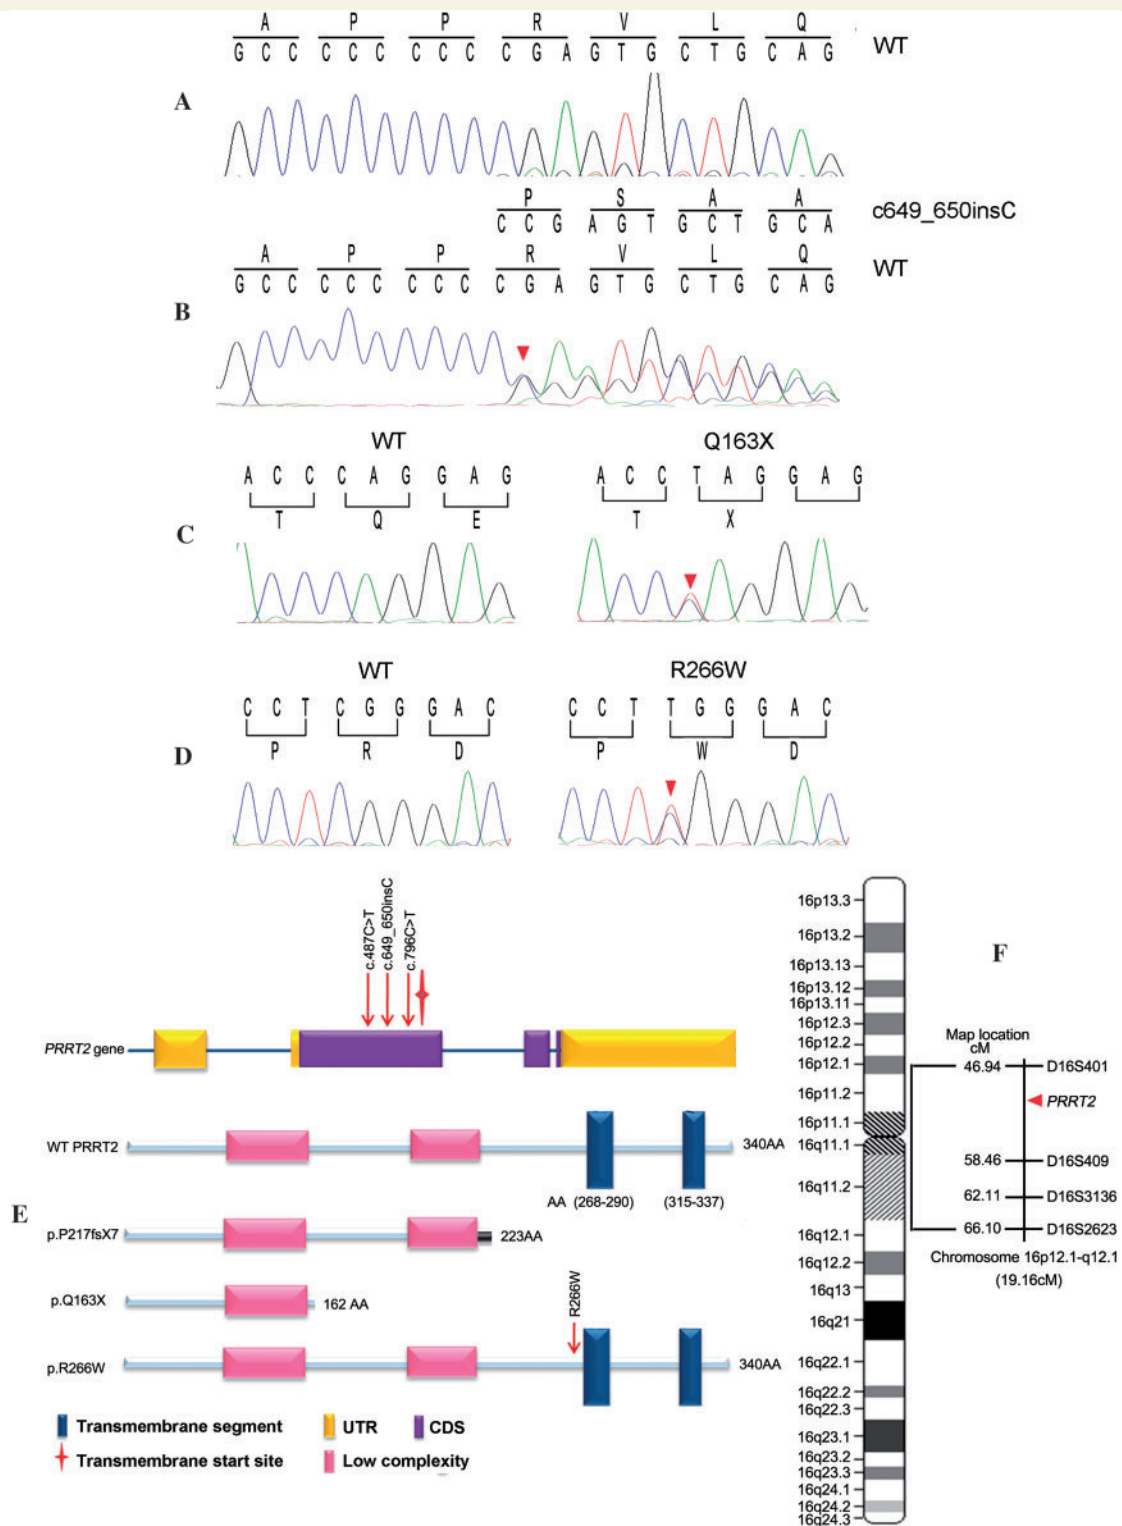 A P P R V L Q
G C C C C C C C C C G A G T G C T G C A G WT
A
P S A A
C C G A G T G C T G C A c649_650insC
A P P R V L Q
G C C C C C C C C C G A G T G C T G C A G WT
B
WT Q163X
A C C C A G G A G A C C T A G G A G
T Q E T X
C
WT R266W
C C T C G G G A C C C T T G G G A C
P R D P W D
D
c.487C>T
c.649_650insC
c.796C>T
PRRT2 gene
WT PRRT2
340AA
AA (268-290) (315-337)
E
p.P217fsX7
223AA
p.Q163X
162 AA
R266W
p.R266W
340AA
Transmembrane segment
UTR
CDS
Transmembrane start site
Low complexity
16p13.3
16p13.2
16p13.13
16p13.12
16p13.11
16p12.3
16p12.2
16p12.1
16p11.2
16p11.1
16q11.1
16q11.2
16q12.1
16q12.2
16q13
16q21
16q22.1
16q22.2
16q22.3
16q23.1
16q23.2
16q23.3
16q24.1
16q24.2
16q24.3
F
Map location
cM
46.94 D16S401
PRRT2
58.46 D16S409
62.11 D16S3136
66.10 D16S2623
Chromosome 16p12.1-q12.1
(19.16cM)